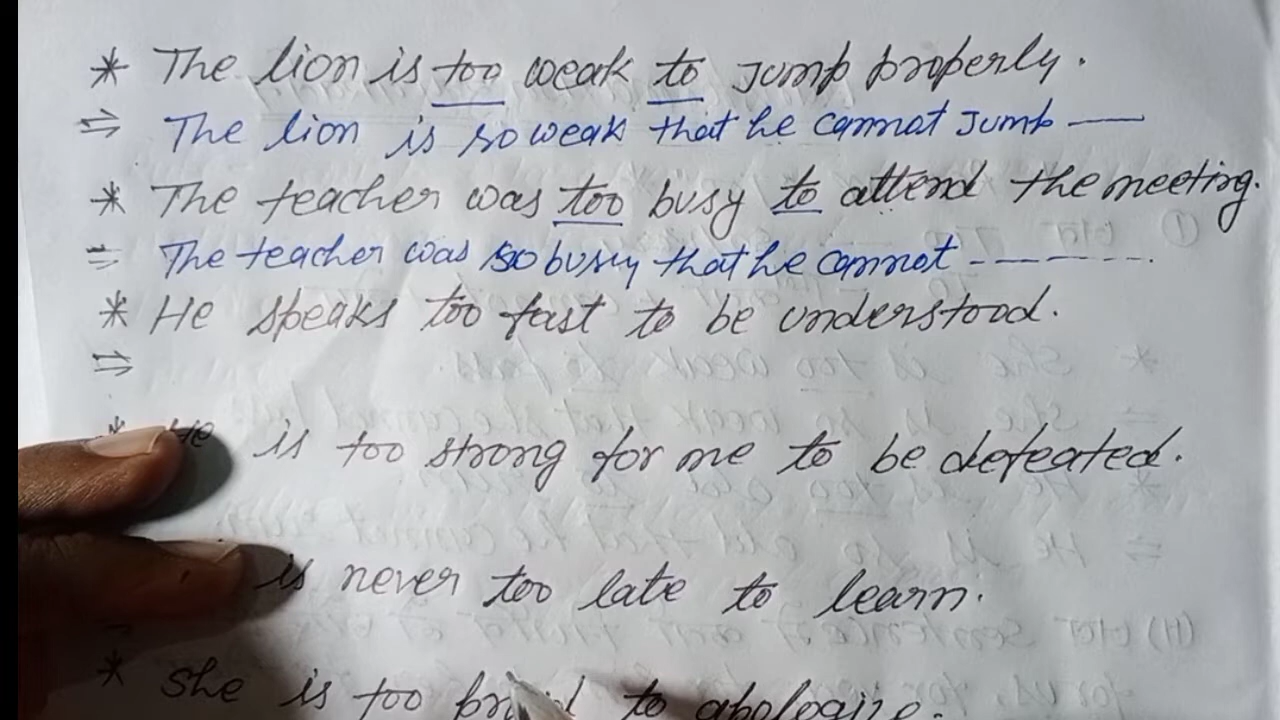 * The lion is too weak to Jump properly.
⇒ The lion is so weak that he cannot Jump —
* The teacher was too busy to attend the meeting.
= The teacher was so busy that he cannot - - - - - - .
* He speaks too fast to be understood.
⇒
* He is too strong for me to be defeated.
is never too late to learn.
* She is too to apologize.